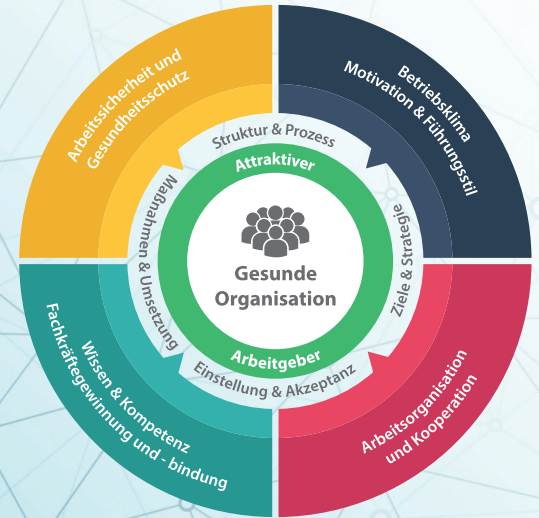 Arbeitssicherheit und
Gesundheitsschutz
Betriebsklima
Motivation & Führungsstil
Struktur & Prozess
Attraktiver
Maßnahmen & Umsetzung
Ziele & Strategie
Gesunde
Organisation
Arbeitgeber
Einstellung & Akzeptanz
Wissen & Kompetenz
Fachkräftegewinnung und - bindung
Arbeitsorganisation
und Kooperation